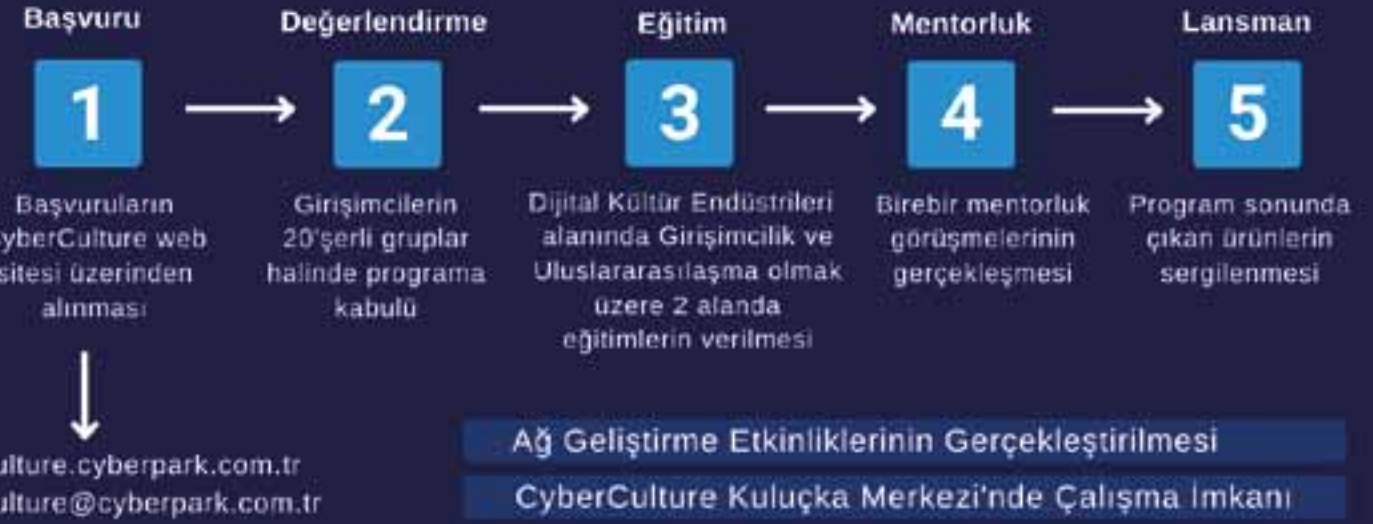 Başvuru
1
Başvuruların
yberCulture web
sitesi üzerinden
alınması
ulture.cyberpark.com.tr
ulture@cyberpark.com.tr
Değerlendirme
2
Girişimcilerin
20'şerli gruplar
halinde programa
kabulü
Eğitim
3
Dijital Kültür Endüstrileri
alanında Girişimcilik ve
Uluslararasılaşma olmak
üzere 2 alanda
eğitimlerin verilmesi
Mentorluk
4
Birebir mentorluk
görüşmelerinin
gerçekleşmesi
Lansman
5
Program sonunda
çıkan ürünlerin
sergilenmesi
Ağ Geliştirme Etkinliklerinin Gerçekleştirilmesi
CyberCulture Kuluçka Merkezi'nde Çalışma İmkanı